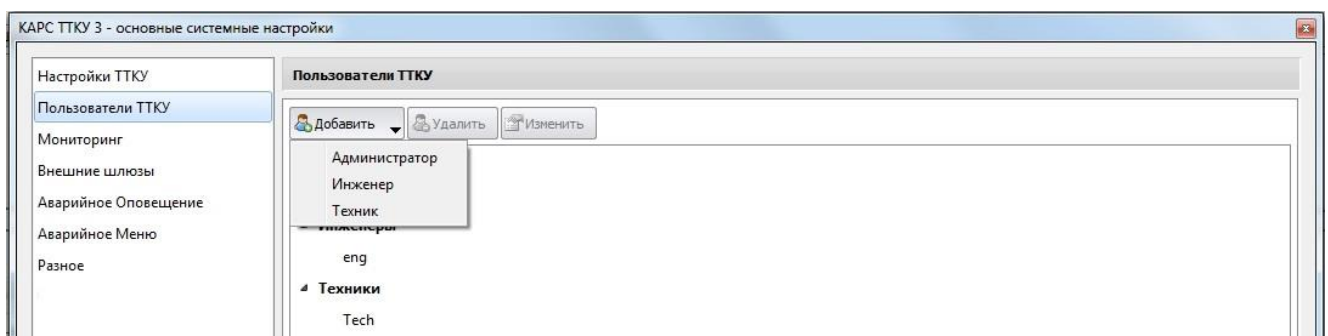 КАРС ТТКУ 3 - основные системные настройки
Настройки ТТКУ
Пользователи ТТКУ
Мониторинг
Внешние шлюзы
Аварийное Оповещение
Аварийное Меню
Разное
Пользователи ТТКУ
Добавить Удалить Изменить
Администратор
Инженер
Техник
Инженеры
eng
Техники
Tech